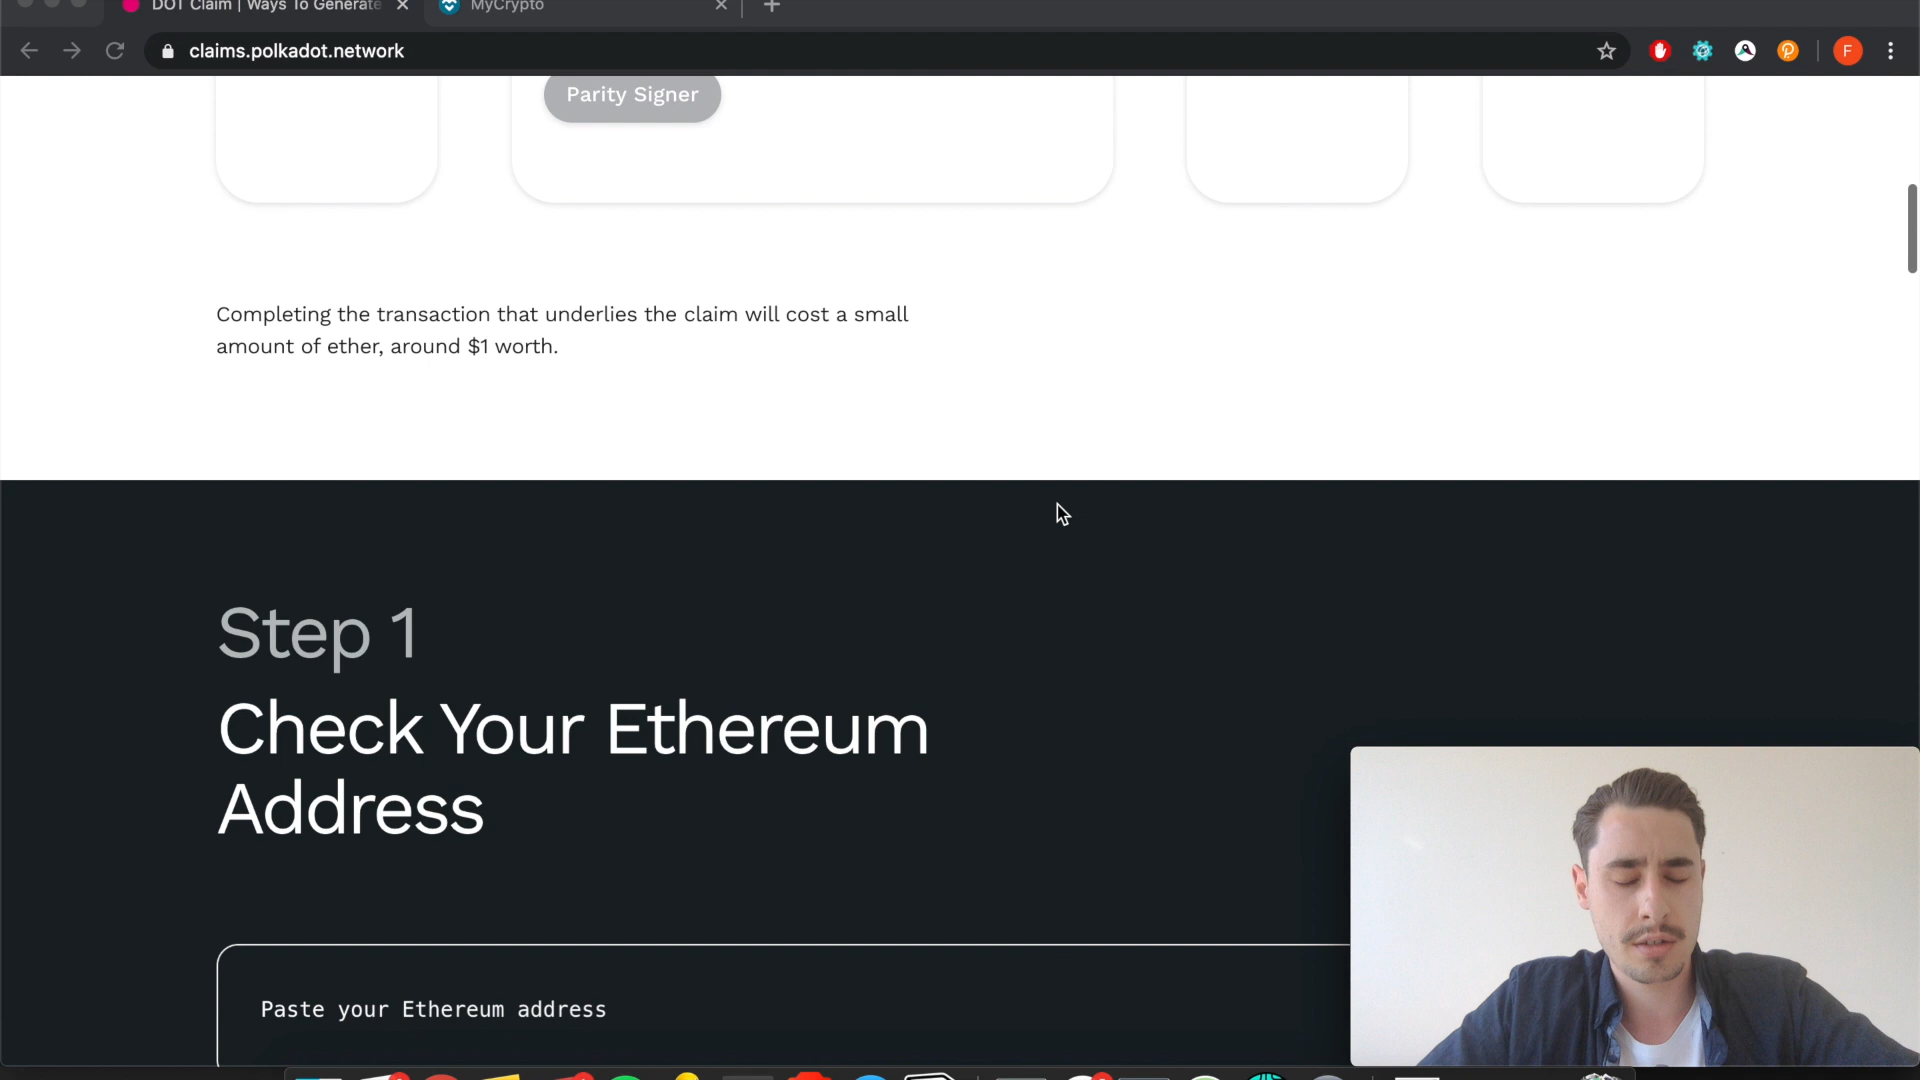 DOT Claim | Ways To Generate
MyCrypto
claims.polkadot.network
F
Parity Signer
Completing the transaction that underlies the claim will cost a small
amount of ether, around $1 worth.
Step 1
Check Your Ethereum
Address
Paste your Ethereum address